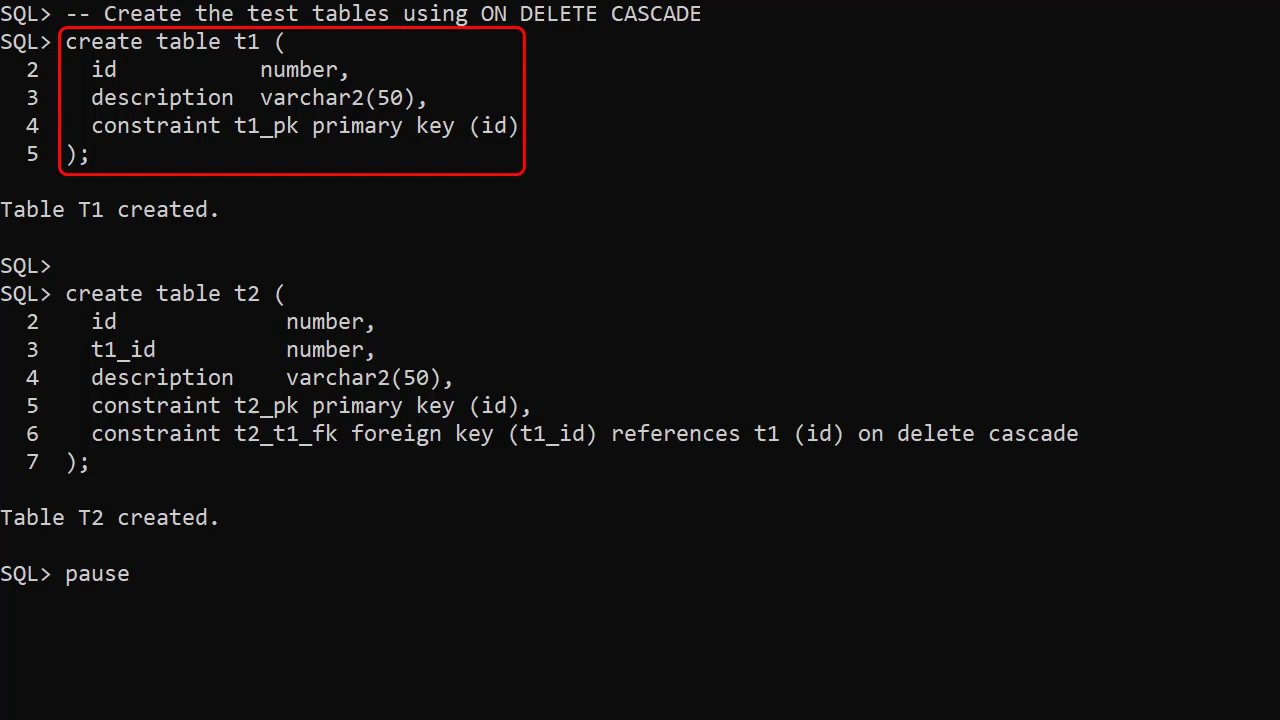 SQL> -- Create the test tables using ON DELETE CASCADE
SQL> create table t1 (
  2    id           number,
  3    description  varchar2(50),
  4    constraint t1_pk primary key (id)
  5  );

Table T1 created.

SQL>
SQL> create table t2 (
  2    id             number,
  3    t1_id          number,
  4    description    varchar2(50),
  5    constraint t2_pk primary key (id),
  6    constraint t2_t1_fk foreign key (t1_id) references t1 (id) on delete cascade
  7  );

Table T2 created.

SQL> pause